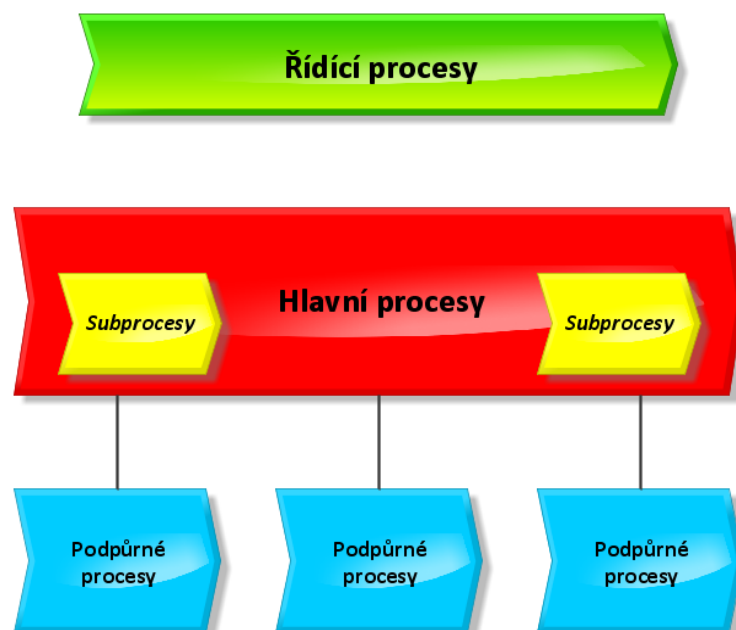 Řídící procesy
Hlavní procesy
Subprocesy
Subprocesy
Podpůrné
procesy
Podpůrné
procesy
Podpůrné
procesy